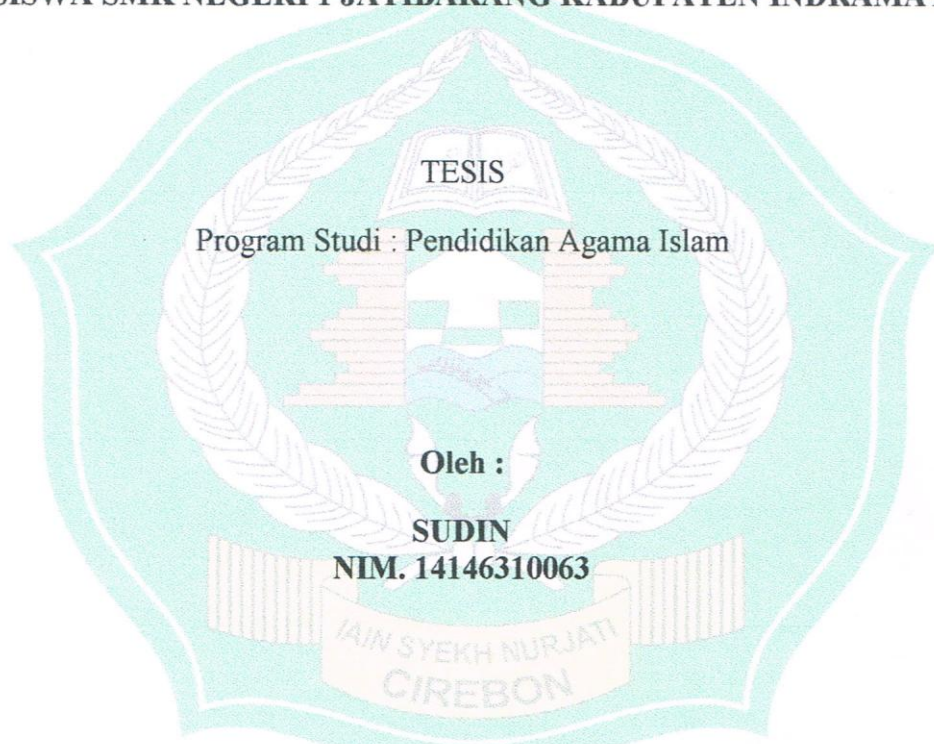 SISWA SMK NEGERI 1 JATIBARANG KABUPATEN
TESIS
Program Studi : Pendidikan Agama Islam
Oleh :
SUDIN
NIM. 14146310063
IAIN SYEKH NURJATI
CIREBON